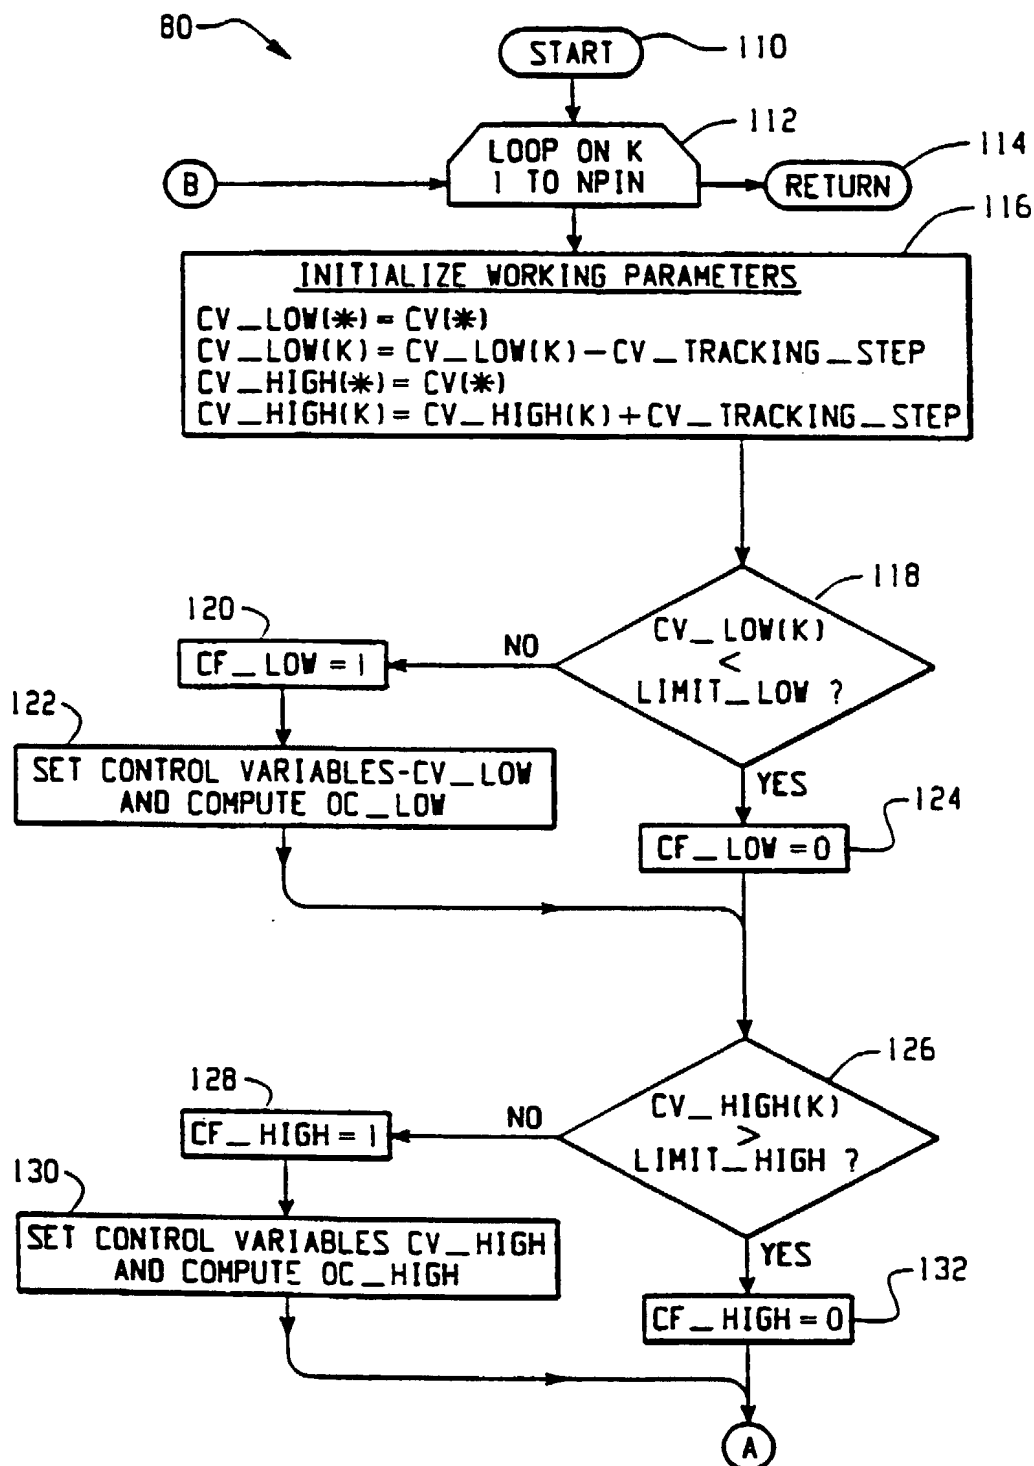 80
START
110
LOOP ON K
1 TO NPIN
112
B
RETURN
114
116
INITIALIZE WORKING PARAMETERS
CV_LOW(*) = CV(*)
CV_LOW(K) = CV_LOW(K) - CV_TRACKING_STEP
CV_HIGH(*) = CV(*)
CV_HIGH(K) = CV_HIGH(K) + CV_TRACKING_STEP
118
CV_LOW(K)
<
LIMIT_LOW ?
NO
120
CF_LOW = 1
122
SET CONTROL VARIABLES-CV_LOW
AND COMPUTE OC_LOW
YES
124
CF_LOW = 0
126
CV_HIGH(K)
>
LIMIT_HIGH ?
NO
128
CF_HIGH = 1
130
SET CONTROL VARIABLES CV_HIGH
AND COMPUTE OC_HIGH
YES
132
CF_HIGH = 0
A